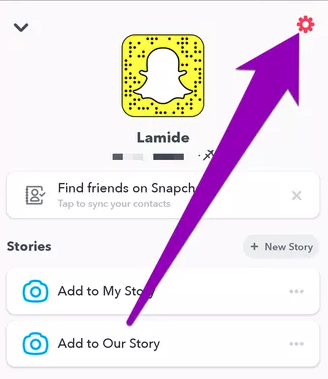 Lamide
Find friends on Snapch
Tap to sync your contacts
Stories
+ New Story
Add to My Story
Add to Our Story